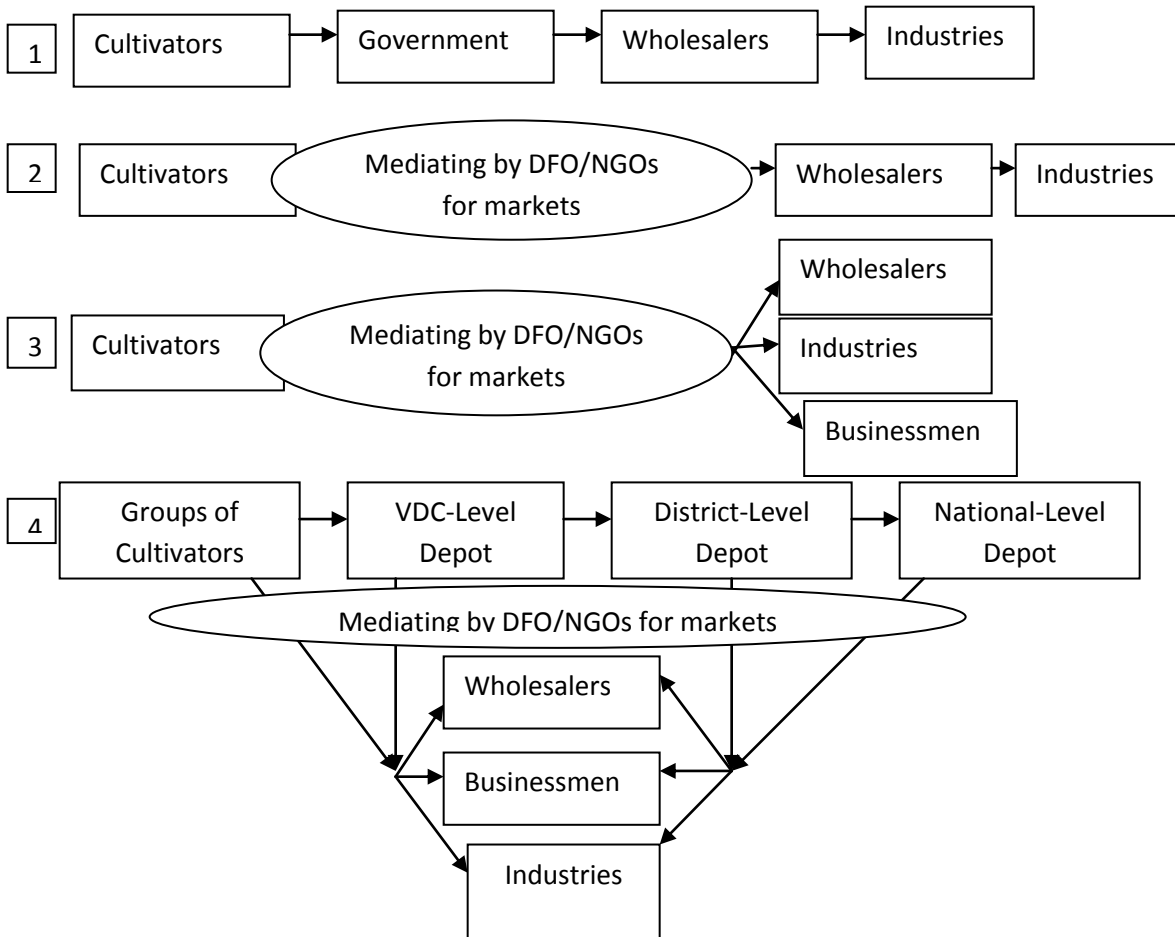 1
Cultivators
Government
Wholesalers
Industries
2
Cultivators
Mediating by DFO/NGOs
for markets
Wholesalers
Industries
3
Cultivators
Mediating by DFO/NGOs
for markets
Wholesalers
Industries
Businessmen
4
Groups of
Cultivators
VDC-Level
Depot
District-Level
Depot
National-Level
Depot
Mediating by DFO/NGOs for markets
Wholesalers
Businessmen
Industries